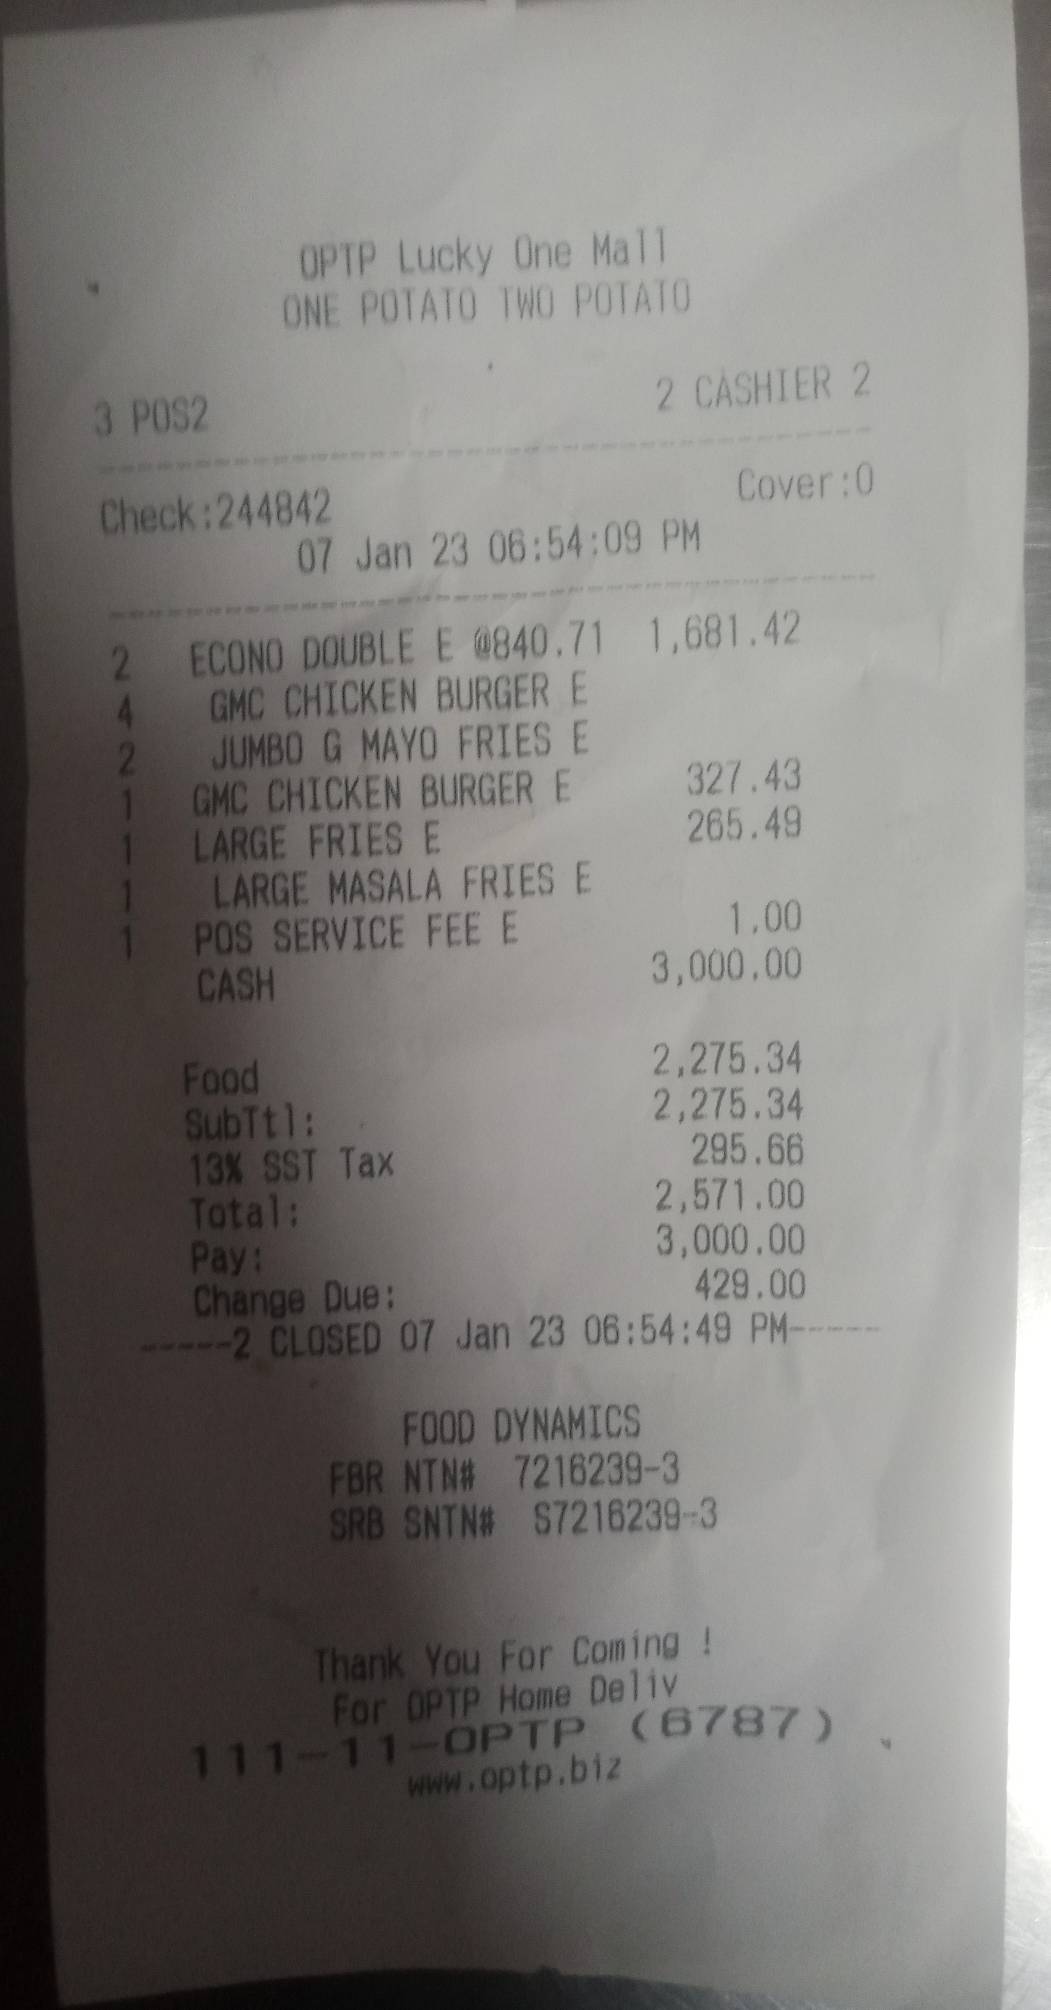 OPTP Lucky One Mall
ONE POTATO TWO POTATO
3 POS2 2 CASHIER 2
Check:244842 Cover:0
07 Jan 23 06:54:09 PM
2 ECONO DOUBLE E @840.71 1,681.42
4 GMC CHICKEN BURGER E
2 JUMBO G MAYO FRIES E
1 GMC CHICKEN BURGER E 327.43
1 LARGE FRIES E 265.49
1 LARGE MASALA FRIES E
1 POS SERVICE FEE E 1.00
CASH 3,000.00
Food 2,275.34
SubTtl: 2,275.34
13% SST Tax 295.66
Total: 2,571.00
Pay: 3,000.00
Change Due: 429.00
-----2 CLOSED 07 Jan 23 06:54:49 PM-----
FOOD DYNAMICS
FBR NTN# 7216239-3
SRB SNTN# S7216239-3
Thank You For Coming !
For OPTP Home Deliv
111-11-OPTP (6787)
www.optp.biz